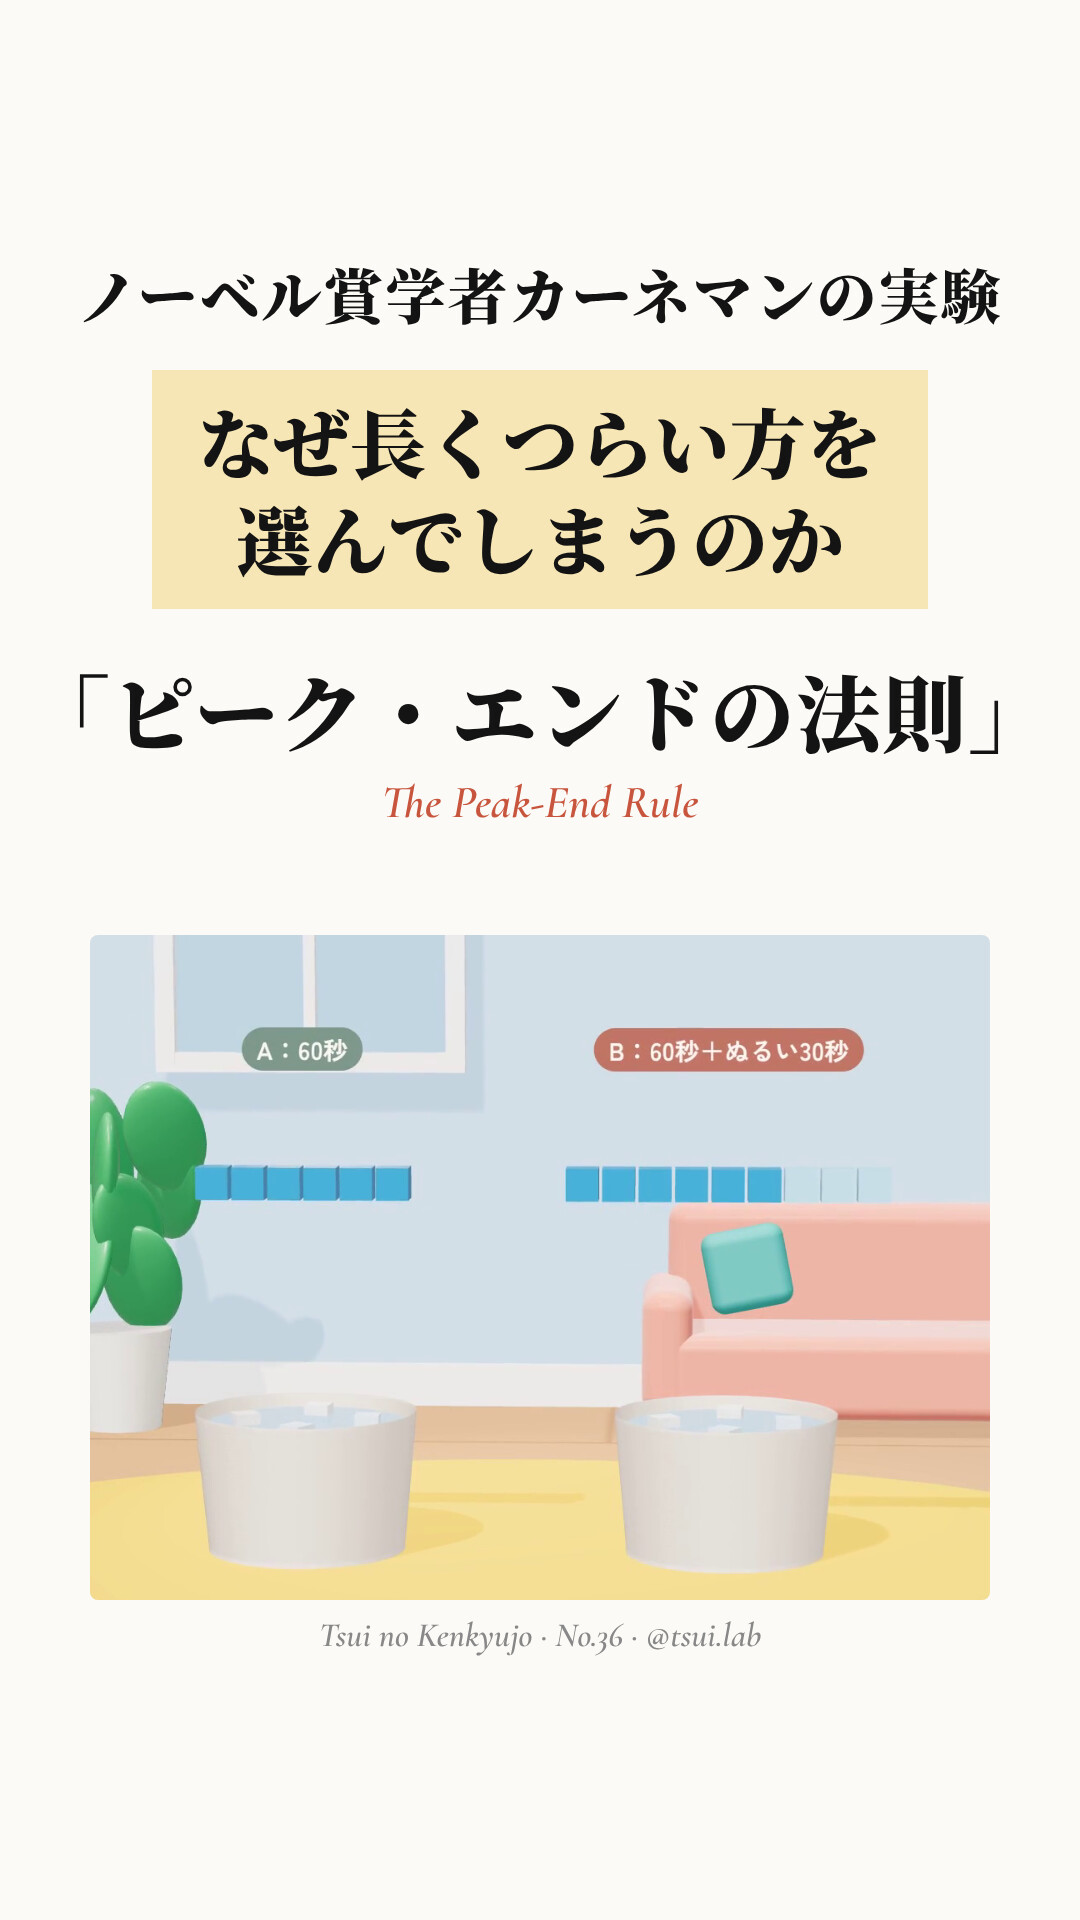 ノーベル賞学者カーネマンの実験
なぜ長くつらい方を
選んでしまうのか
「ピーク・エンドの法則」
The Peak-End Rule
A：60秒
B：60秒＋ぬるい30秒
Tsui no Kenkyujo · No.36 · @tsui.lab